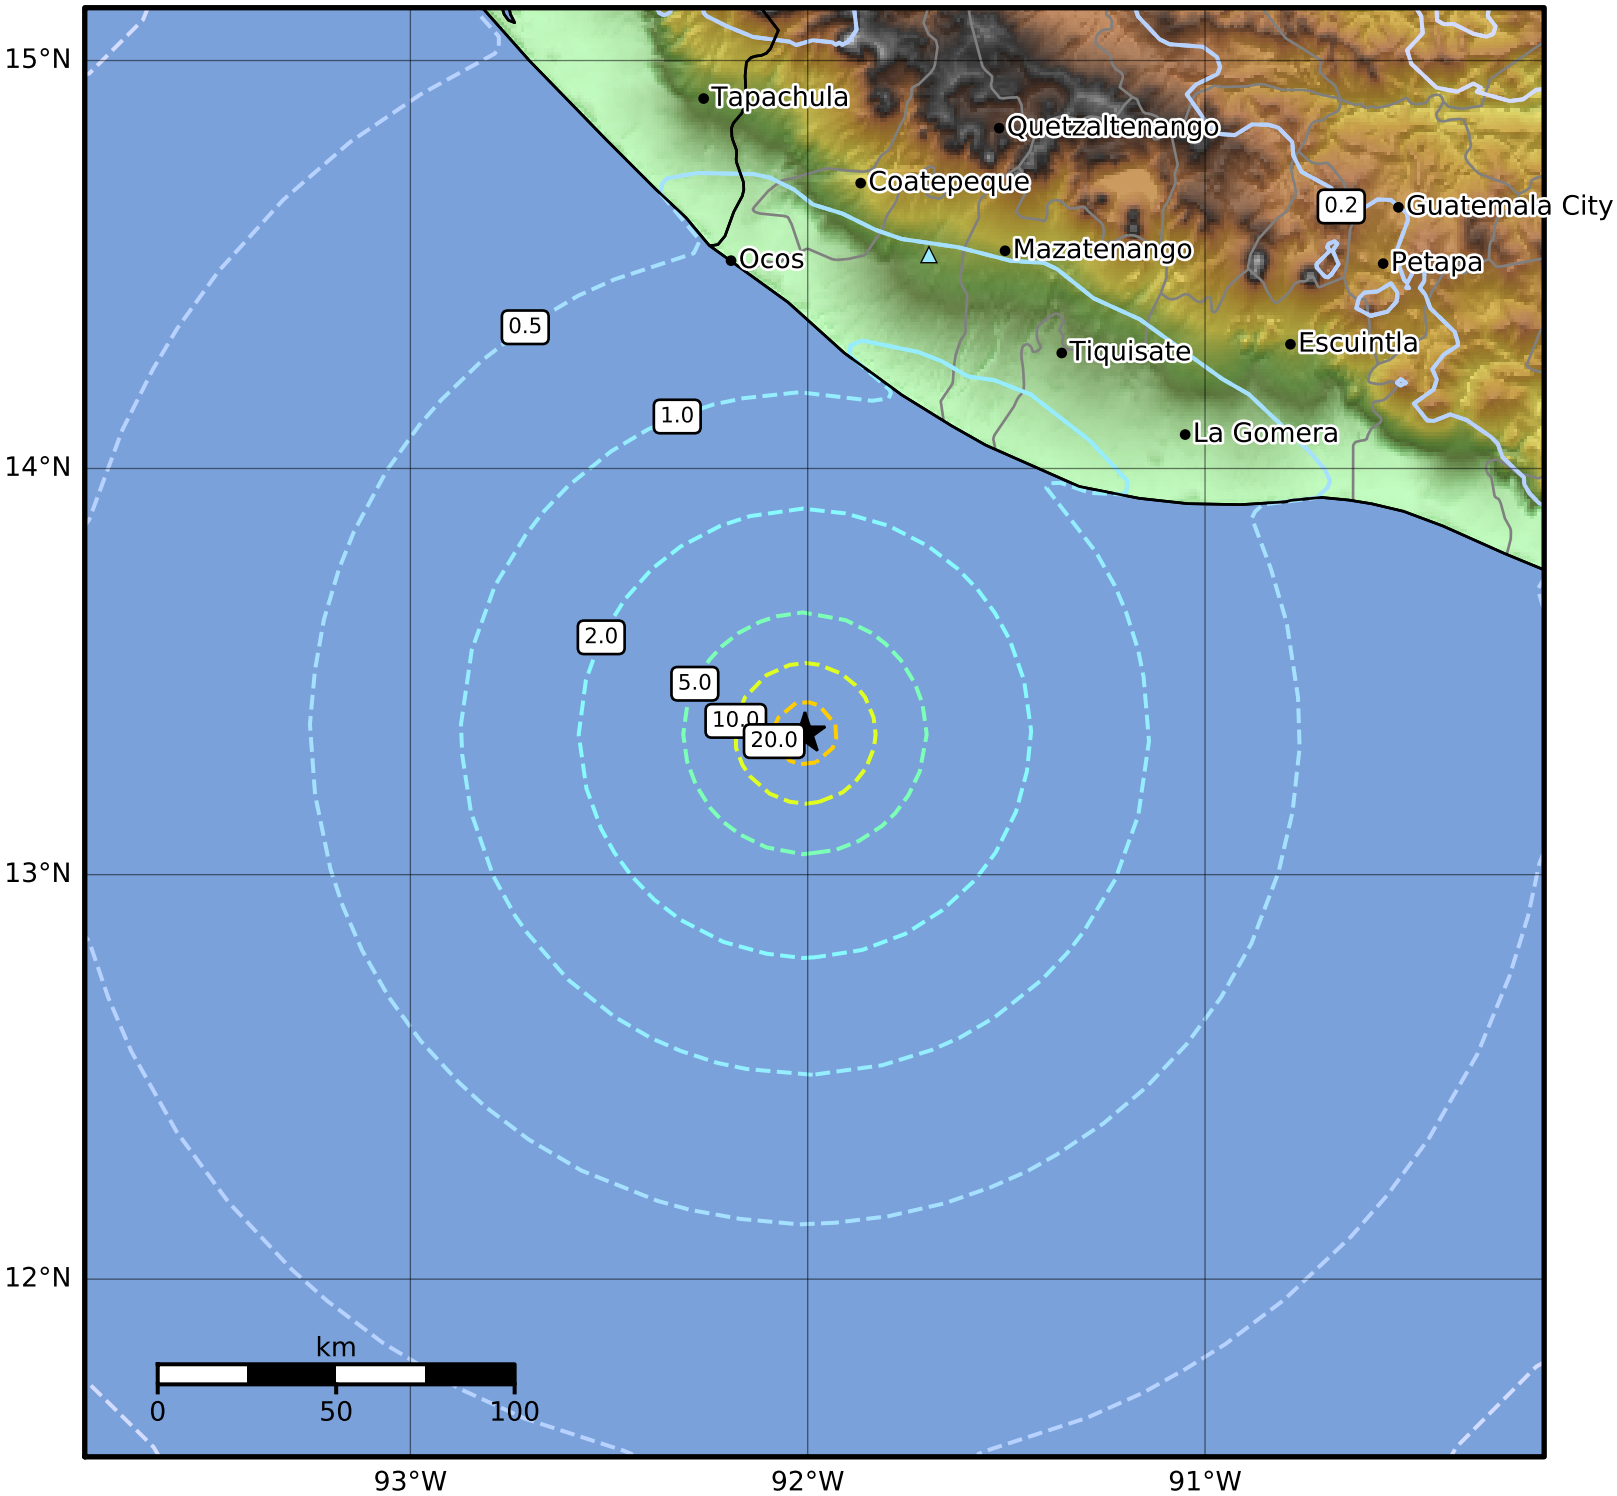 15°N
Tapachula
Quetzaltenango
Coatepeque
0.2
Guatemala City
Mazatenango
Ocos
Petapa
0.5
Tiquisate
Escuintla
1.0
La Gomera
14°N
2.0
5.0
10.0
20.0
13°N
12°N
km
0 50 100
93°W 92°W 91°W